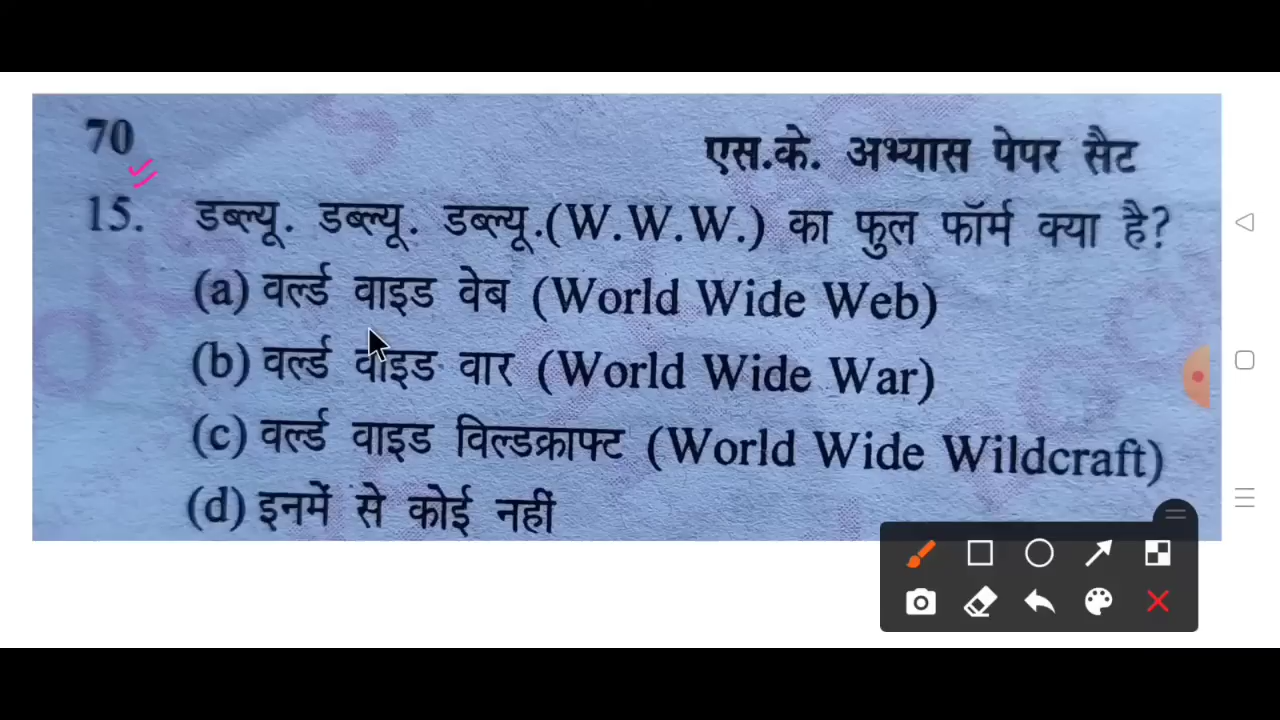 70
एस.के. अभ्यास पेपर सैट
15. डब्ल्यू. डब्ल्यू. डब्ल्यू.(W.W.W.) का फुल फॉर्म क्या है?
(a) वर्ल्ड वाइड वेब (World Wide Web)
(b) वर्ल्ड वाइड वार (World Wide War)
(c) वर्ल्ड वाइड विल्डक्राफ्ट (World Wide Wildcraft)
(d) इनमें से कोई नहीं